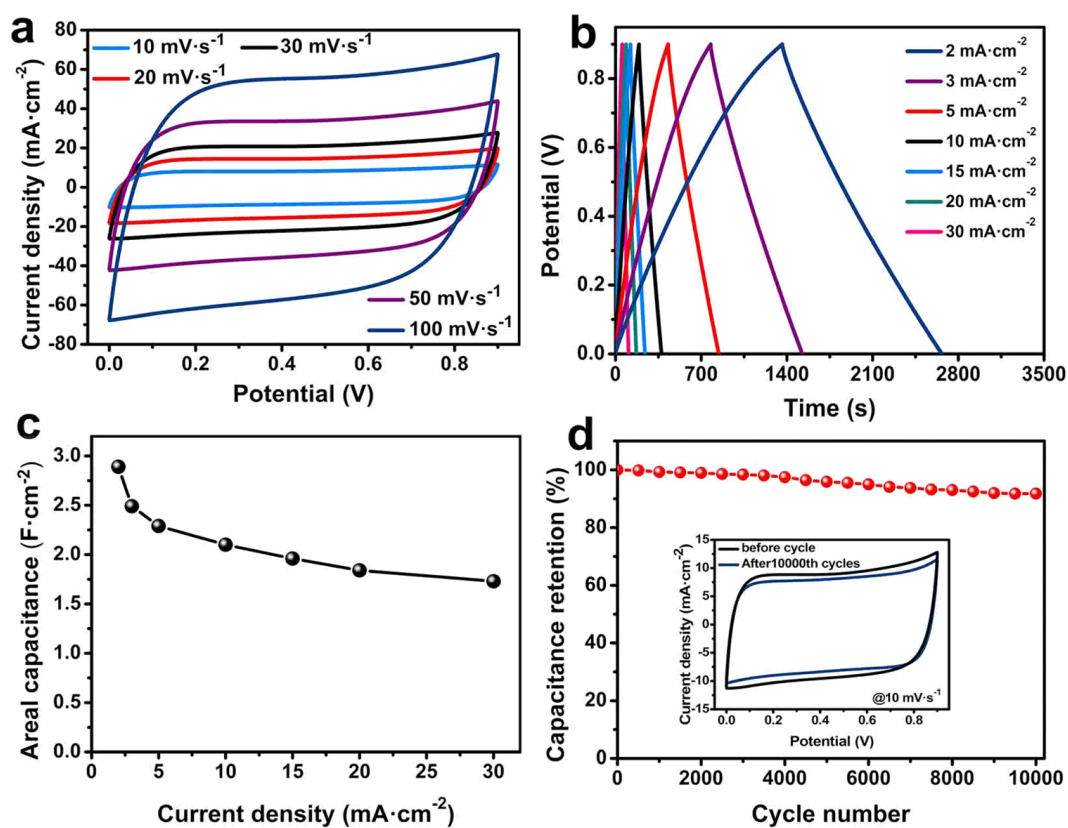 a
80
60
40
20
0
-20
-40
-60
-80
Current density (mA·cm⁻²)
10 mV·s⁻¹
30 mV·s⁻¹
20 mV·s⁻¹
50 mV·s⁻¹
100 mV·s⁻¹
0.0 0.2 0.4 0.6 0.8
Potential (V)
b
0.8
0.6
0.4
0.2
0.0
Potential (V)
2 mA·cm⁻²
3 mA·cm⁻²
5 mA·cm⁻²
10 mA·cm⁻²
15 mA·cm⁻²
20 mA·cm⁻²
30 mA·cm⁻²
0 700 1400 2100 2800 3500
Time (s)
c
3.0
2.5
2.0
1.5
1.0
0.5
0.0
Areal capacitance (F·cm⁻²)
0 5 10 15 20 25 30
Current density (mA·cm⁻²)
d
100
80
60
40
20
0
Capacitance retention (%)
before cycle
After10000th cycles
15
10
5
0
-5
-10
-15
Current density (mA·cm⁻²)
@10 mV·s⁻¹
0.0 0.2 0.4 0.6 0.8
Potential (V)
0 2000 4000 6000 8000 10000
Cycle number